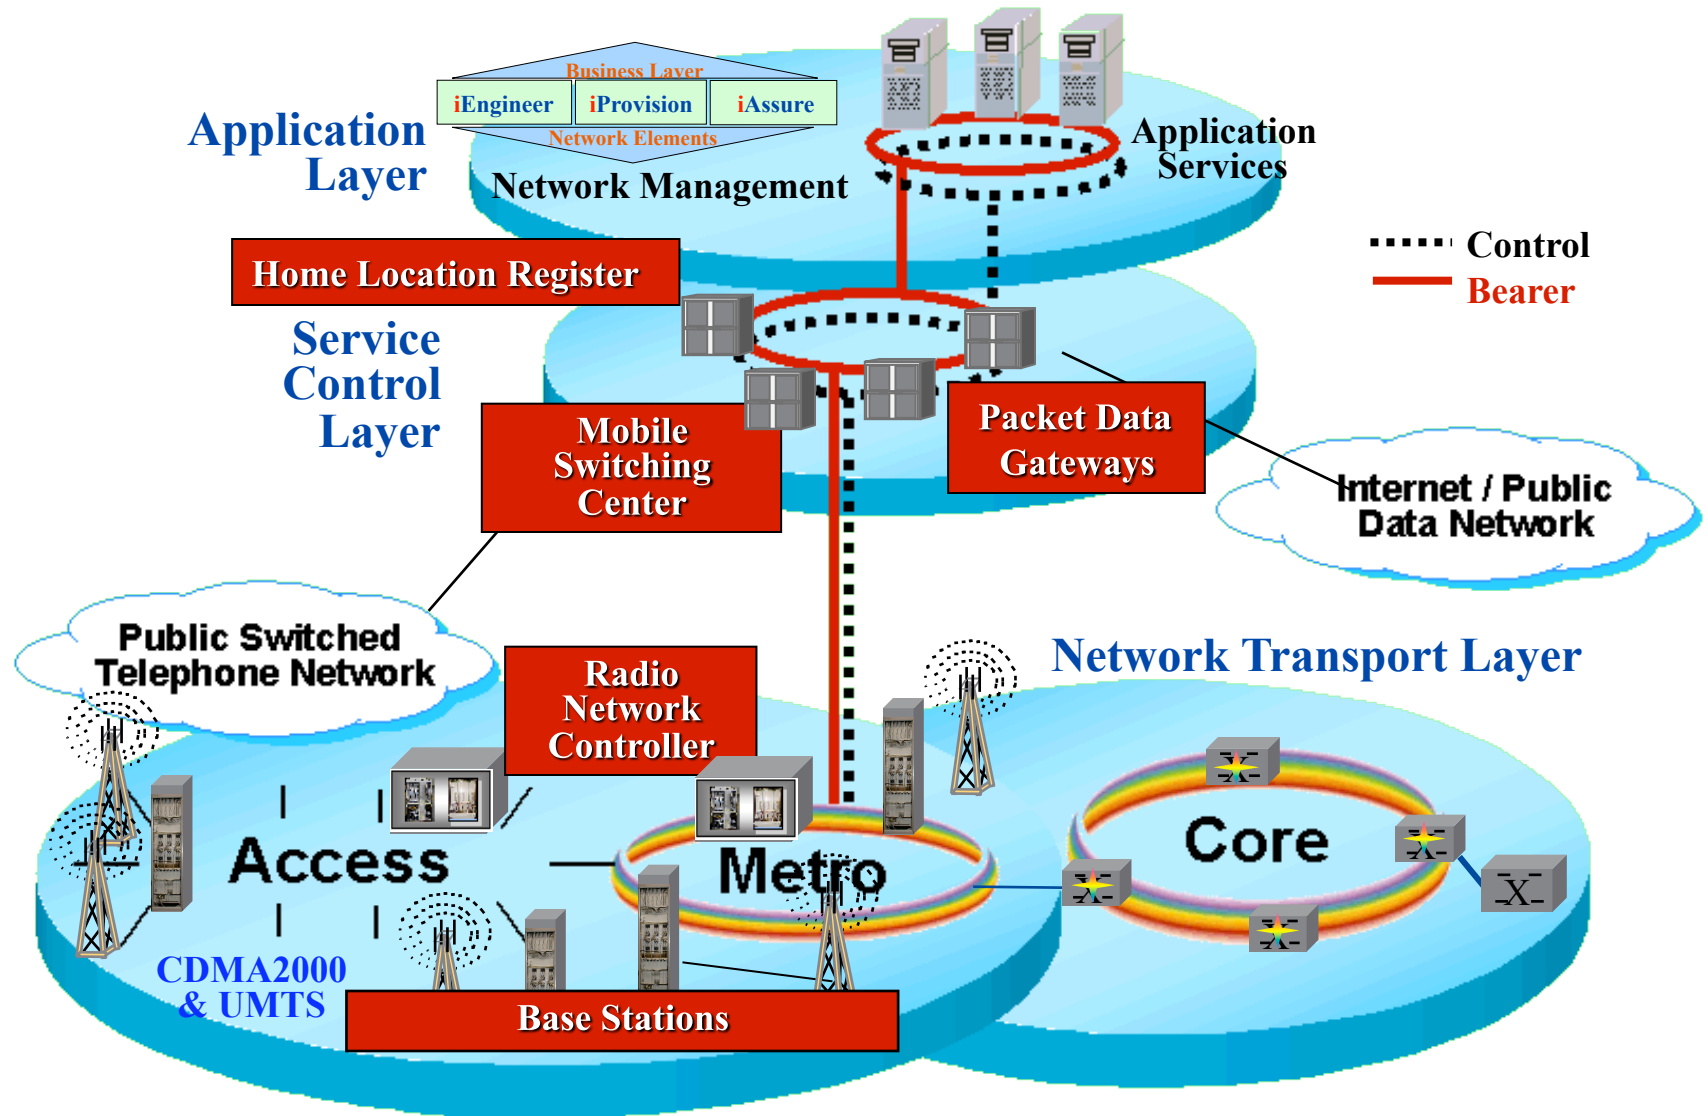 Business Layer
iEngineer
iProvision
iAssure
Network Elements
Network Management
Application
Layer
Application
Services
Control
Bearer
Home Location Register
Service
Control
Layer
Mobile
Switching
Center
Packet Data
Gateways
Internet / Public
Data Network
Public Switched
Telephone Network
Radio
Network
Controller
Network Transport Layer
Access
Metro
Core
X
X
X
X
X
CDMA2000
& UMTS
Base Stations